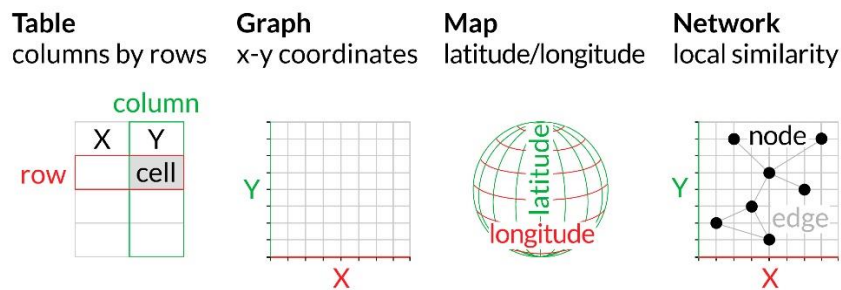 Table
columns by rows
column
X
Y
row
cell
Graph
x-y coordinates
Y
X
Map
latitude/longitude
latitude
longitude
Network
local similarity
node
Y
edge
X